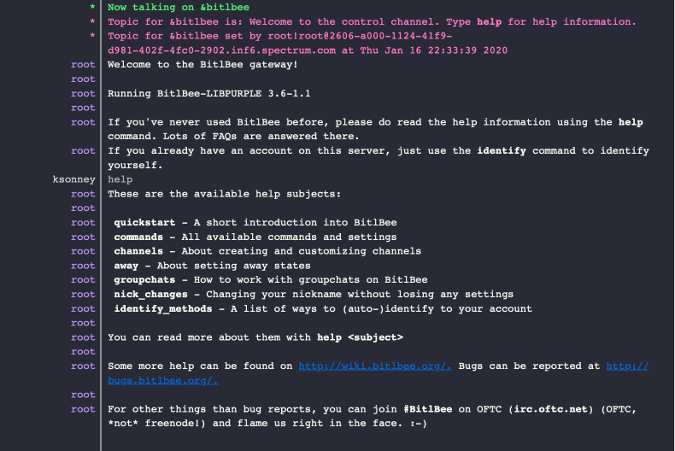 * Now talking on &bitlbee
* Topic for &bitlbee is: Welcome to the control channel. Type help for help information.
* Topic for &bitlbee set by root!root@2606-a000-1124-41f9-
d981-402f-4fc0-2902.inf6.spectrum.com at Thu Jan 16 22:33:39 2020
root Welcome to the BitlBee gateway!
root
root Running BitlBee-LIBPURPLE 3.6-1.1
root
root If you've never used BitlBee before, please do read the help information using the help
command. Lots of FAQs are answered there.
root If you already have an account on this server, just use the identify command to identify
yourself.
ksonney help
root These are the available help subjects:
root
root quickstart - A short introduction into BitlBee
root commands - All available commands and settings
root channels - About creating and customizing channels
root away - About setting away states
root groupchats - How to work with groupchats on BitlBee
root nick_changes - Changing your nickname without losing any settings
root identify_methods - A list of ways to (auto-)identify to your account
root
root You can read more about them with help <subject>
root
root Some more help can be found on http://wiki.bitlbee.org/. Bugs can be reported at http://
bugs.bitlbee.org/.
root
root For other things than bug reports, you can join #BitlBee on OFTC (irc.oftc.net) (OFTC,
*not* freenode!) and flame us right in the face. :-)